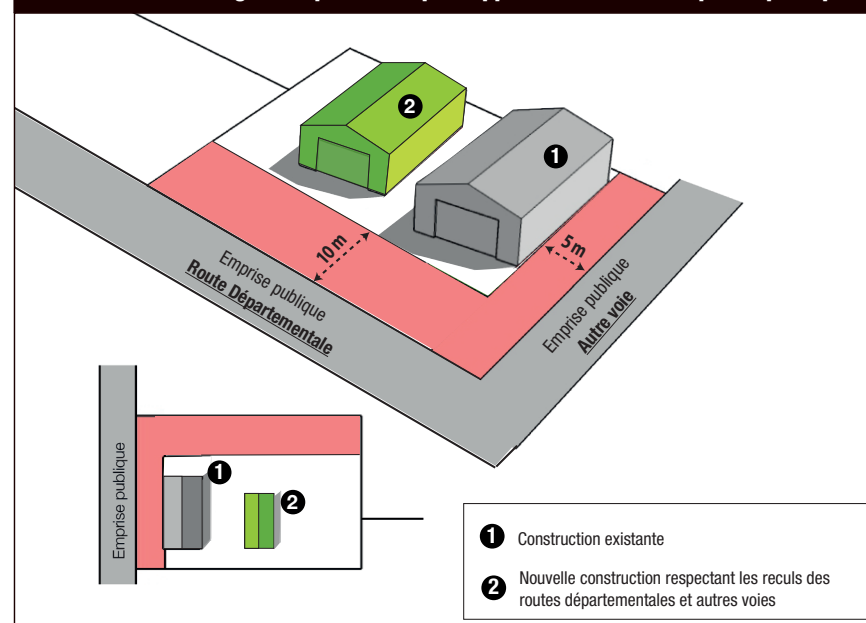 2
1
10 m
5 m
Emprise publique
Route Départementale
Emprise publique
Autre voie
Emprise publique
1
2
1 Construction existante
2 Nouvelle construction respectant les reculs des
routes départementales et autres voies